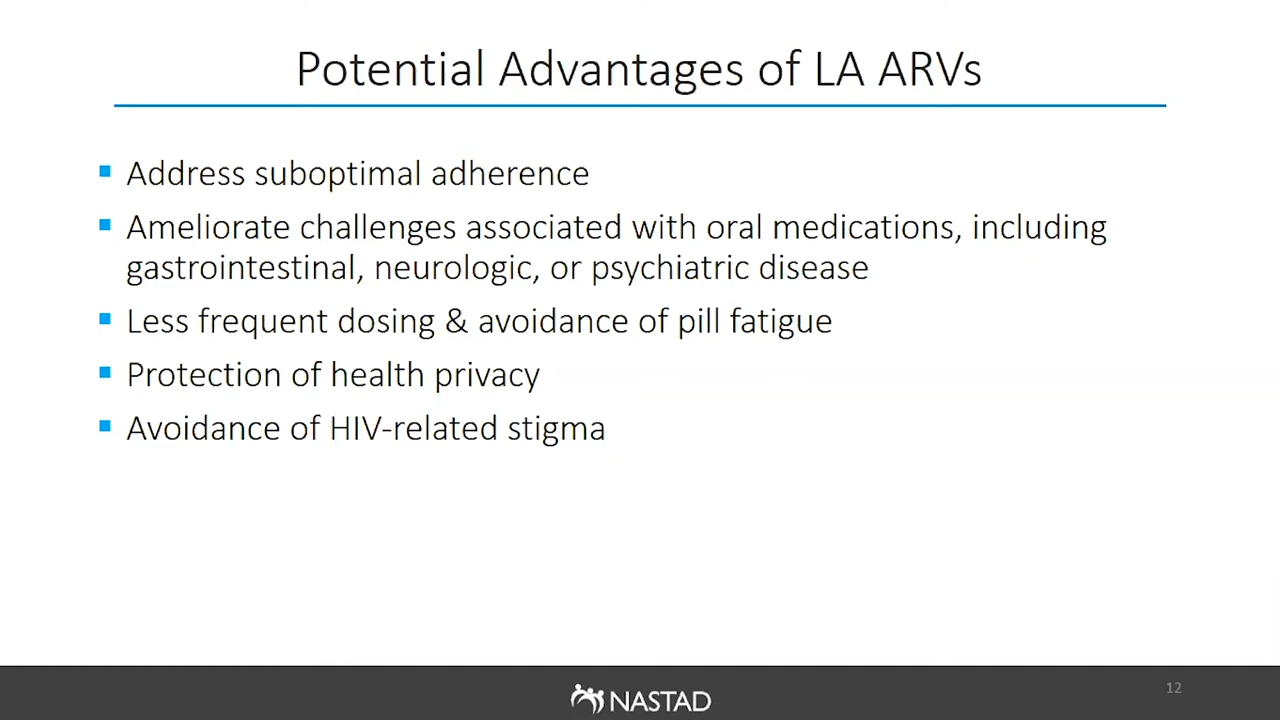 Potential Advantages of LA ARVs
Address suboptimal adherence
Ameliorate challenges associated with oral medications, including
gastrointestinal, neurologic, or psychiatric disease
Less frequent dosing & avoidance of pill fatigue
Protection of health privacy
Avoidance of HIV-related stigma
NASTAD
12